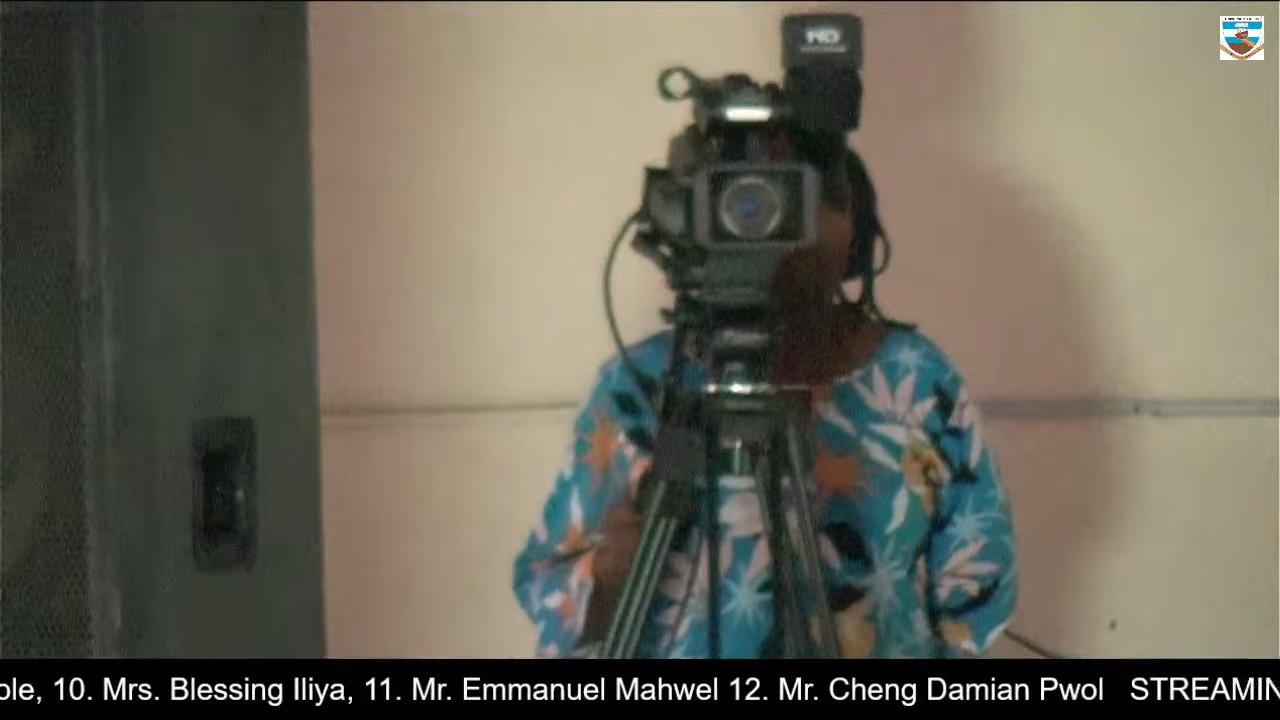 HD
ole, 10. Mrs. Blessing Iliya, 11. Mr. Emmanuel Mahwel 12. Mr. Cheng Damian Pwol STREAMIN